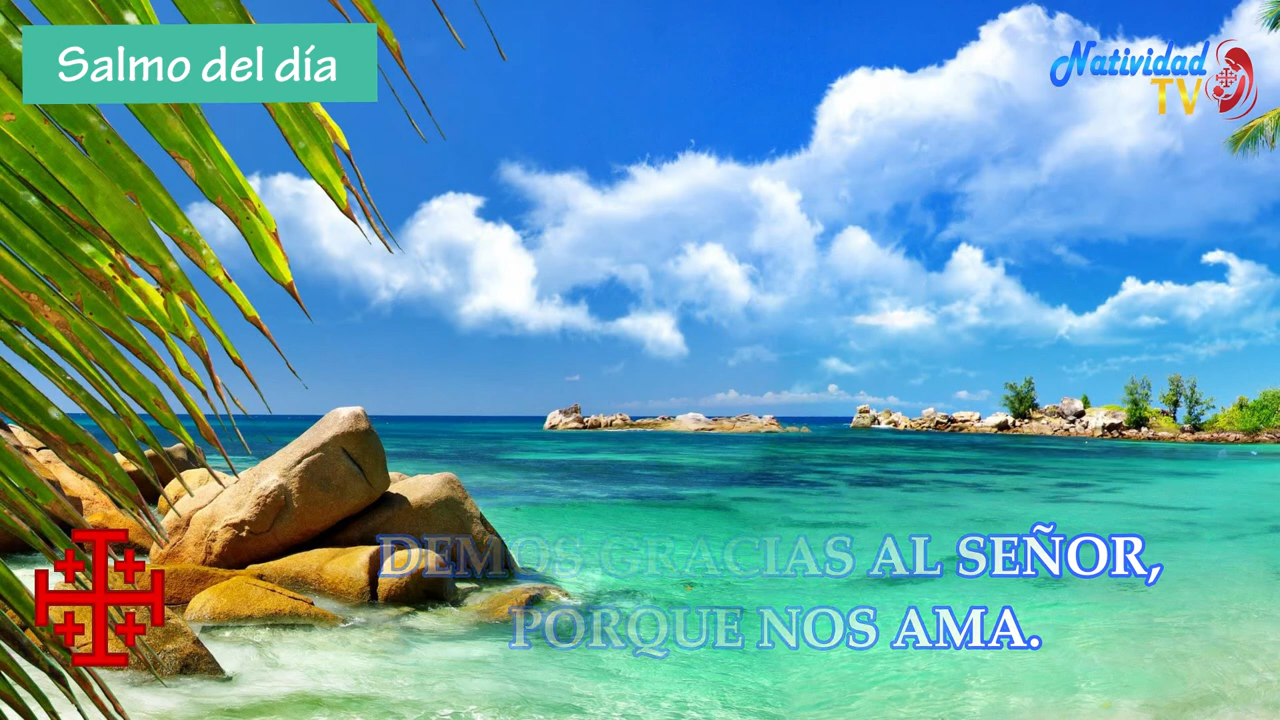 Salmo del día
Natividad
TV
DEMOS GRACIAS AL SEÑOR,
PORQUE NOS AMA.